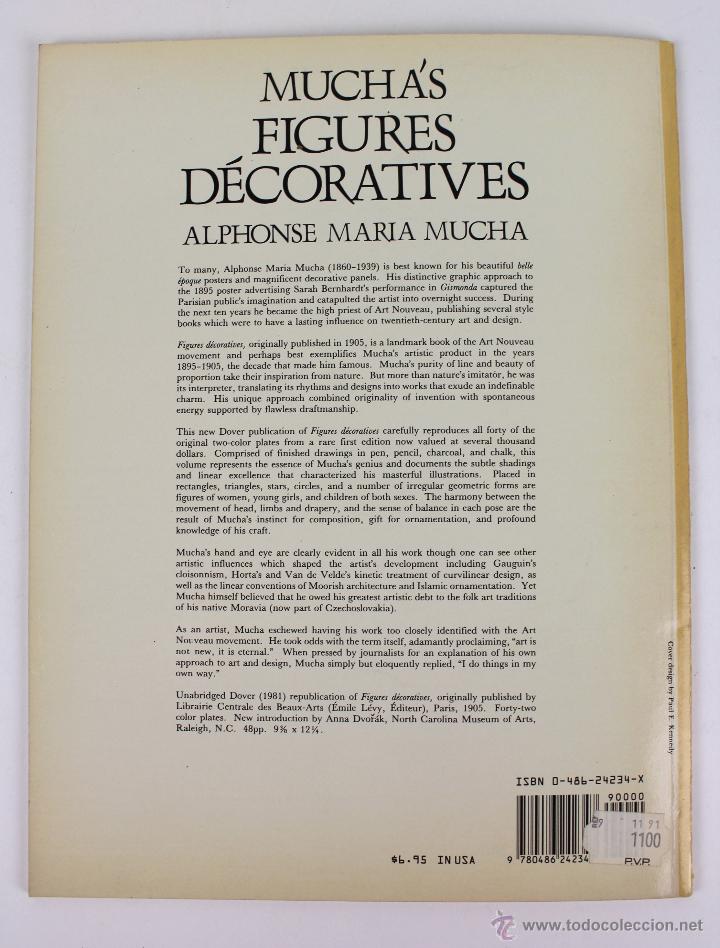 MUCHA'S
FIGURES
DÉCORATIVES
ALPHONSE MARIA MUCHA
To many, Alphonse Maria Mucha (1860–1939) is best known for his beautiful belle
époque posters and magnificent decorative panels. His distinctive graphic approach to
the 1895 poster advertising Sarah Bernhardt's performance in Gismonda captured the
Parisian public's imagination and catapulted the artist into overnight success. During
the next ten years he became the high priest of Art Nouveau, publishing several style
books which were to have a lasting influence on twentieth-century art and design.
Figures décoratives, originally published in 1905, is a landmark book of the Art Nouveau
movement and perhaps best exemplifies Mucha's artistic product in the years
1895–1905, the decade that made him famous. Mucha's purity of line and beauty of
proportion take their inspiration from nature. But more than nature's imitator, he was
its interpreter, translating its rhythms and designs into works that exude an indefinable
charm. His unique approach combined originality of invention with spontaneous
energy supported by flawless draftmanship.
This new Dover publication of Figures décoratives carefully reproduces all forty of the
original two-color plates from a rare first edition now valued at several thousand
dollars. Comprised of finished drawings in pen, pencil, charcoal, and chalk, this
volume represents the essence of Mucha's genius and documents the subtle shadings
and linear excellence that characterized his masterful illustrations. Placed in
rectangles, triangles, stars, circles, and a number of irregular geometric forms are
figures of women, young girls, and children of both sexes. The harmony between the
movement of head, limbs and drapery, and the sense of balance in each pose are the
result of Mucha's instinct for composition, gift for ornamentation, and profound
knowledge of his craft.
Mucha's hand and eye are clearly evident in all his work though one can see other
artistic influences which shaped the artist's development including Gauguin's
cloisonnism, Horta's and Van de Velde's kinetic treatment of curvilinear design, as
well as the linear conventions of Moorish architecture and Islamic ornamentation. Yet
Mucha himself believed that he owed his greatest artistic debt to the folk art traditions
of his native Moravia (now part of Czechoslovakia).
As an artist, Mucha eschewed having his work too closely identified with the Art
Nouveau movement. He took odds with the term itself, adamantly proclaiming, "art is
not new, it is eternal." When pressed by journalists for an explanation of his own
approach to art and design, Mucha simply but eloquently replied, "I do things in my
own way."
Unabridged Dover (1981) republication of Figures décoratives, originally published by
Librairie Centrale des Beaux-Arts (Émile Lévy, Éditeur), Paris, 1905. Forty-two
color plates. New introduction by Anna Dvořák, North Carolina Museum of Arts,
Raleigh, N.C. 48pp. 9⅜ x 12¼.
Cover design by Paul E. Kennedy
ISBN 0-486-24234-X
90000
29 11 91
1100
P.V.P.
9 780486 24234
$6.95 IN USA
www.todocoleccion.net